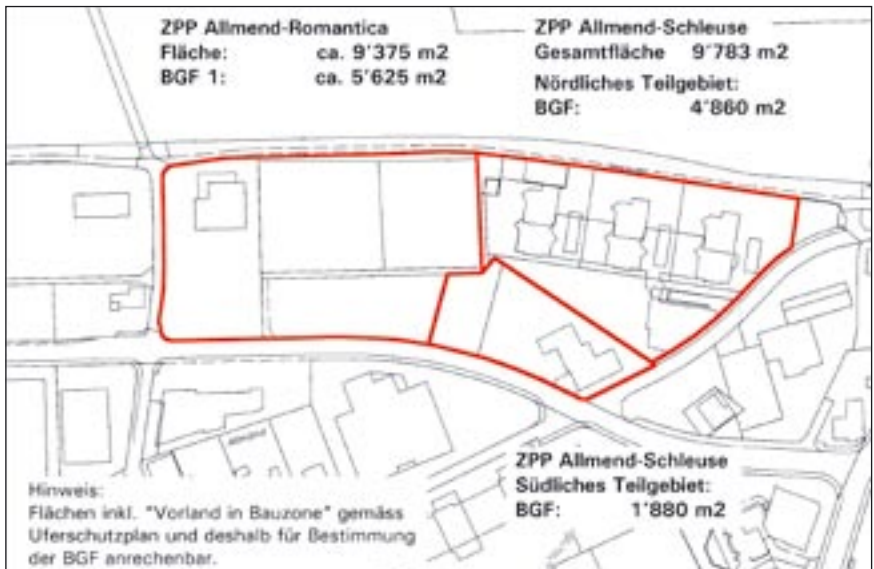 ZPP Allmend-Romantica
Fläche: ca. 9'375 m2
BGF 1: ca. 5'625 m2
ZPP Allmend-Schleuse
Gesamtfläche 9'783 m2
Nördliches Teilgebiet:
BGF: 4'860 m2
ZPP Allmend-Schleuse
Südliches Teilgebiet:
BGF: 1'880 m2
Hinweis:
Flächen inkl. "Vorland in Bauzone" gemäss
Uferschutzplan und deshalb für Bestimmung
der BGF anrechenbar.